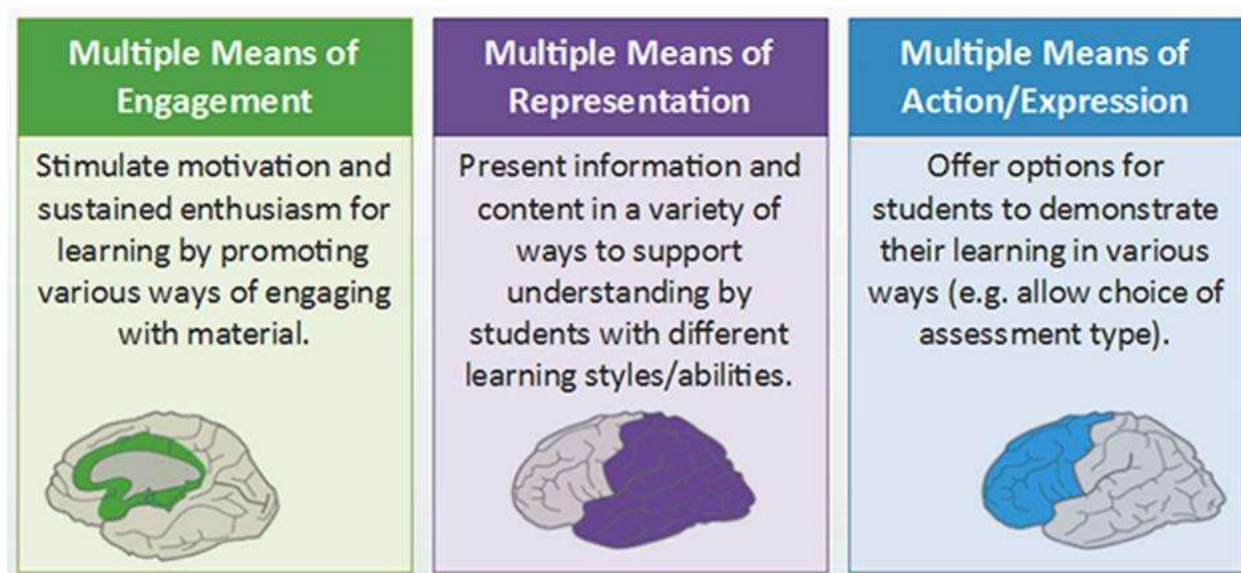 Multiple Means of
Engagement
Stimulate motivation and
sustained enthusiasm for
learning by promoting
various ways of engaging
with material.
Multiple Means of
Representation
Present information and
content in a variety of
ways to support
understanding by
students with different
learning styles/abilities.
Multiple Means of
Action/Expression
Offer options for
students to demonstrate
their learning in various
ways (e.g. allow choice of
assessment type).